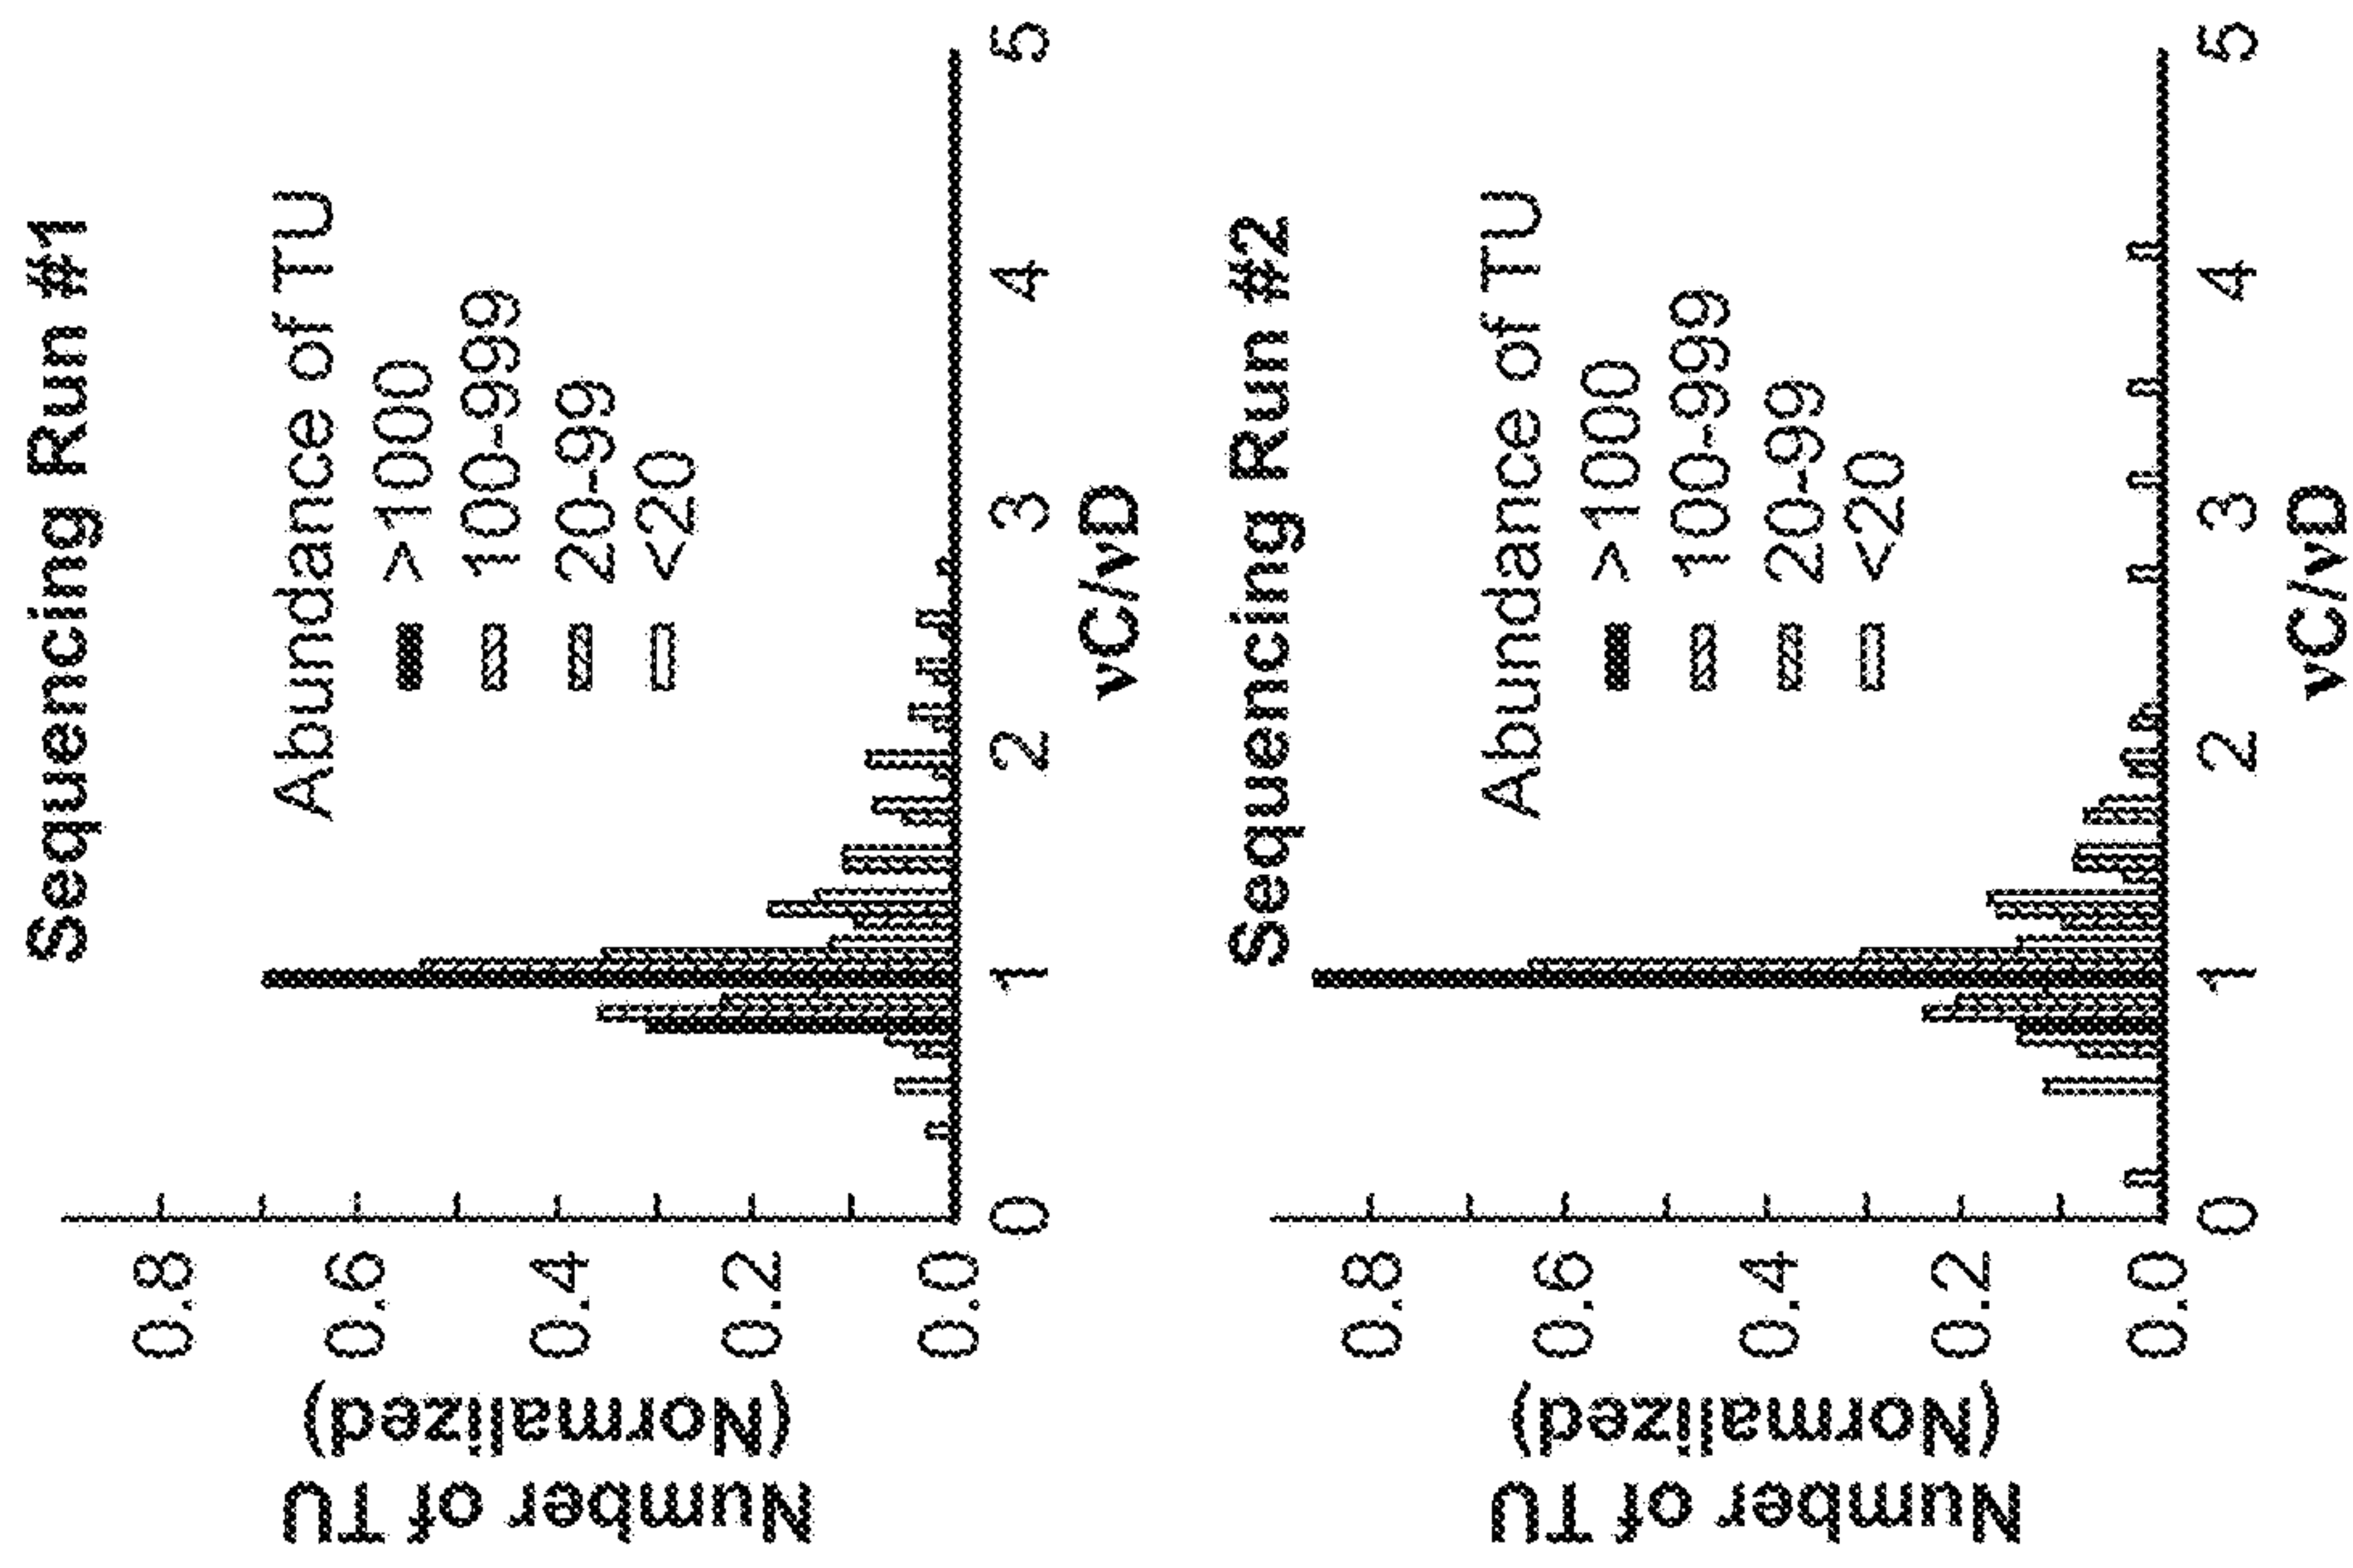 Sequencing Run #1
Number of TU
(Normalized)
0.8
0.6
0.4
0.2
0.0
Abundance of TU
>1000
100-999
20-99
<20
0 1 2 3 4 5
vC/vD
Sequencing Run #2
Number of TU
(Normalized)
0.8
0.6
0.4
0.2
0.0
Abundance of TU
>1000
100-999
20-99
<20
0 1 2 3 4 5
vC/vD